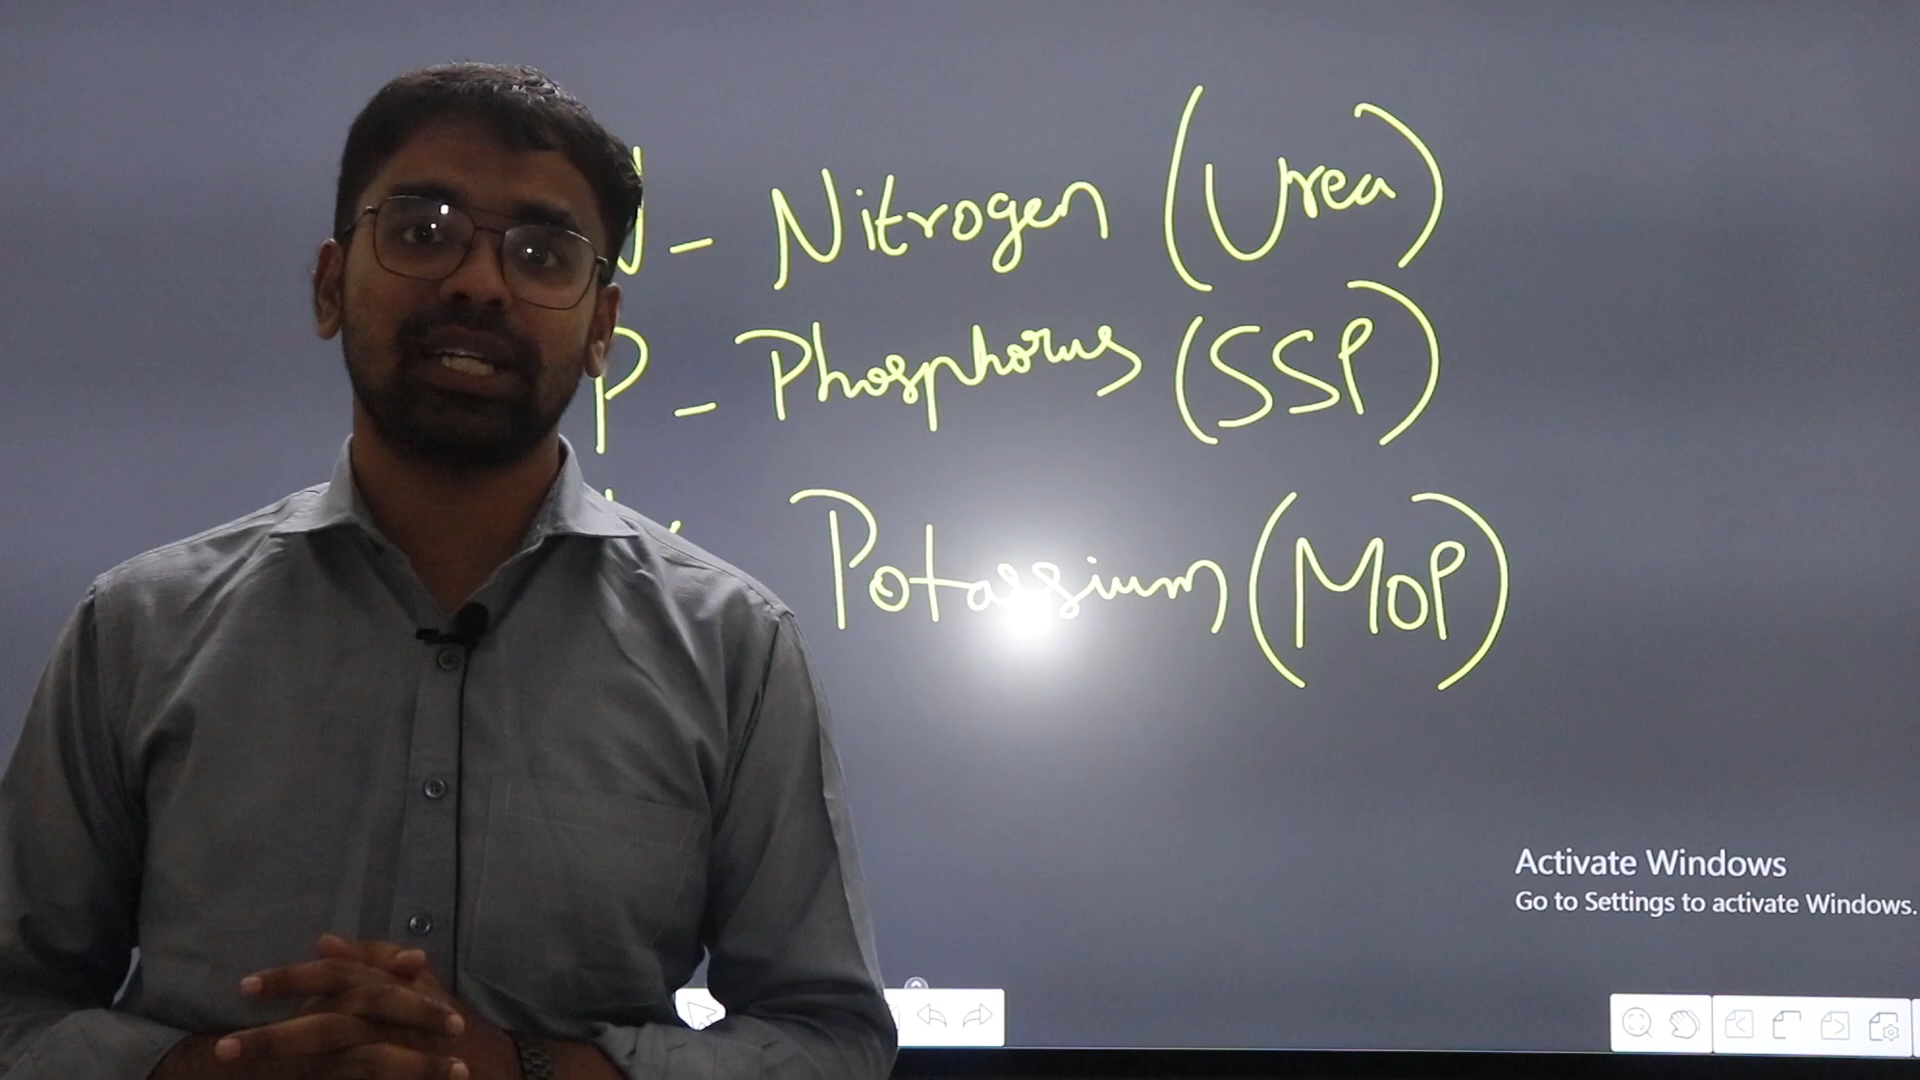 N - Nitrogen (Urea)
P - Phosphorus (SSP)
K Potassium (MOP)
Activate Windows
Go to Settings to activate Windows.